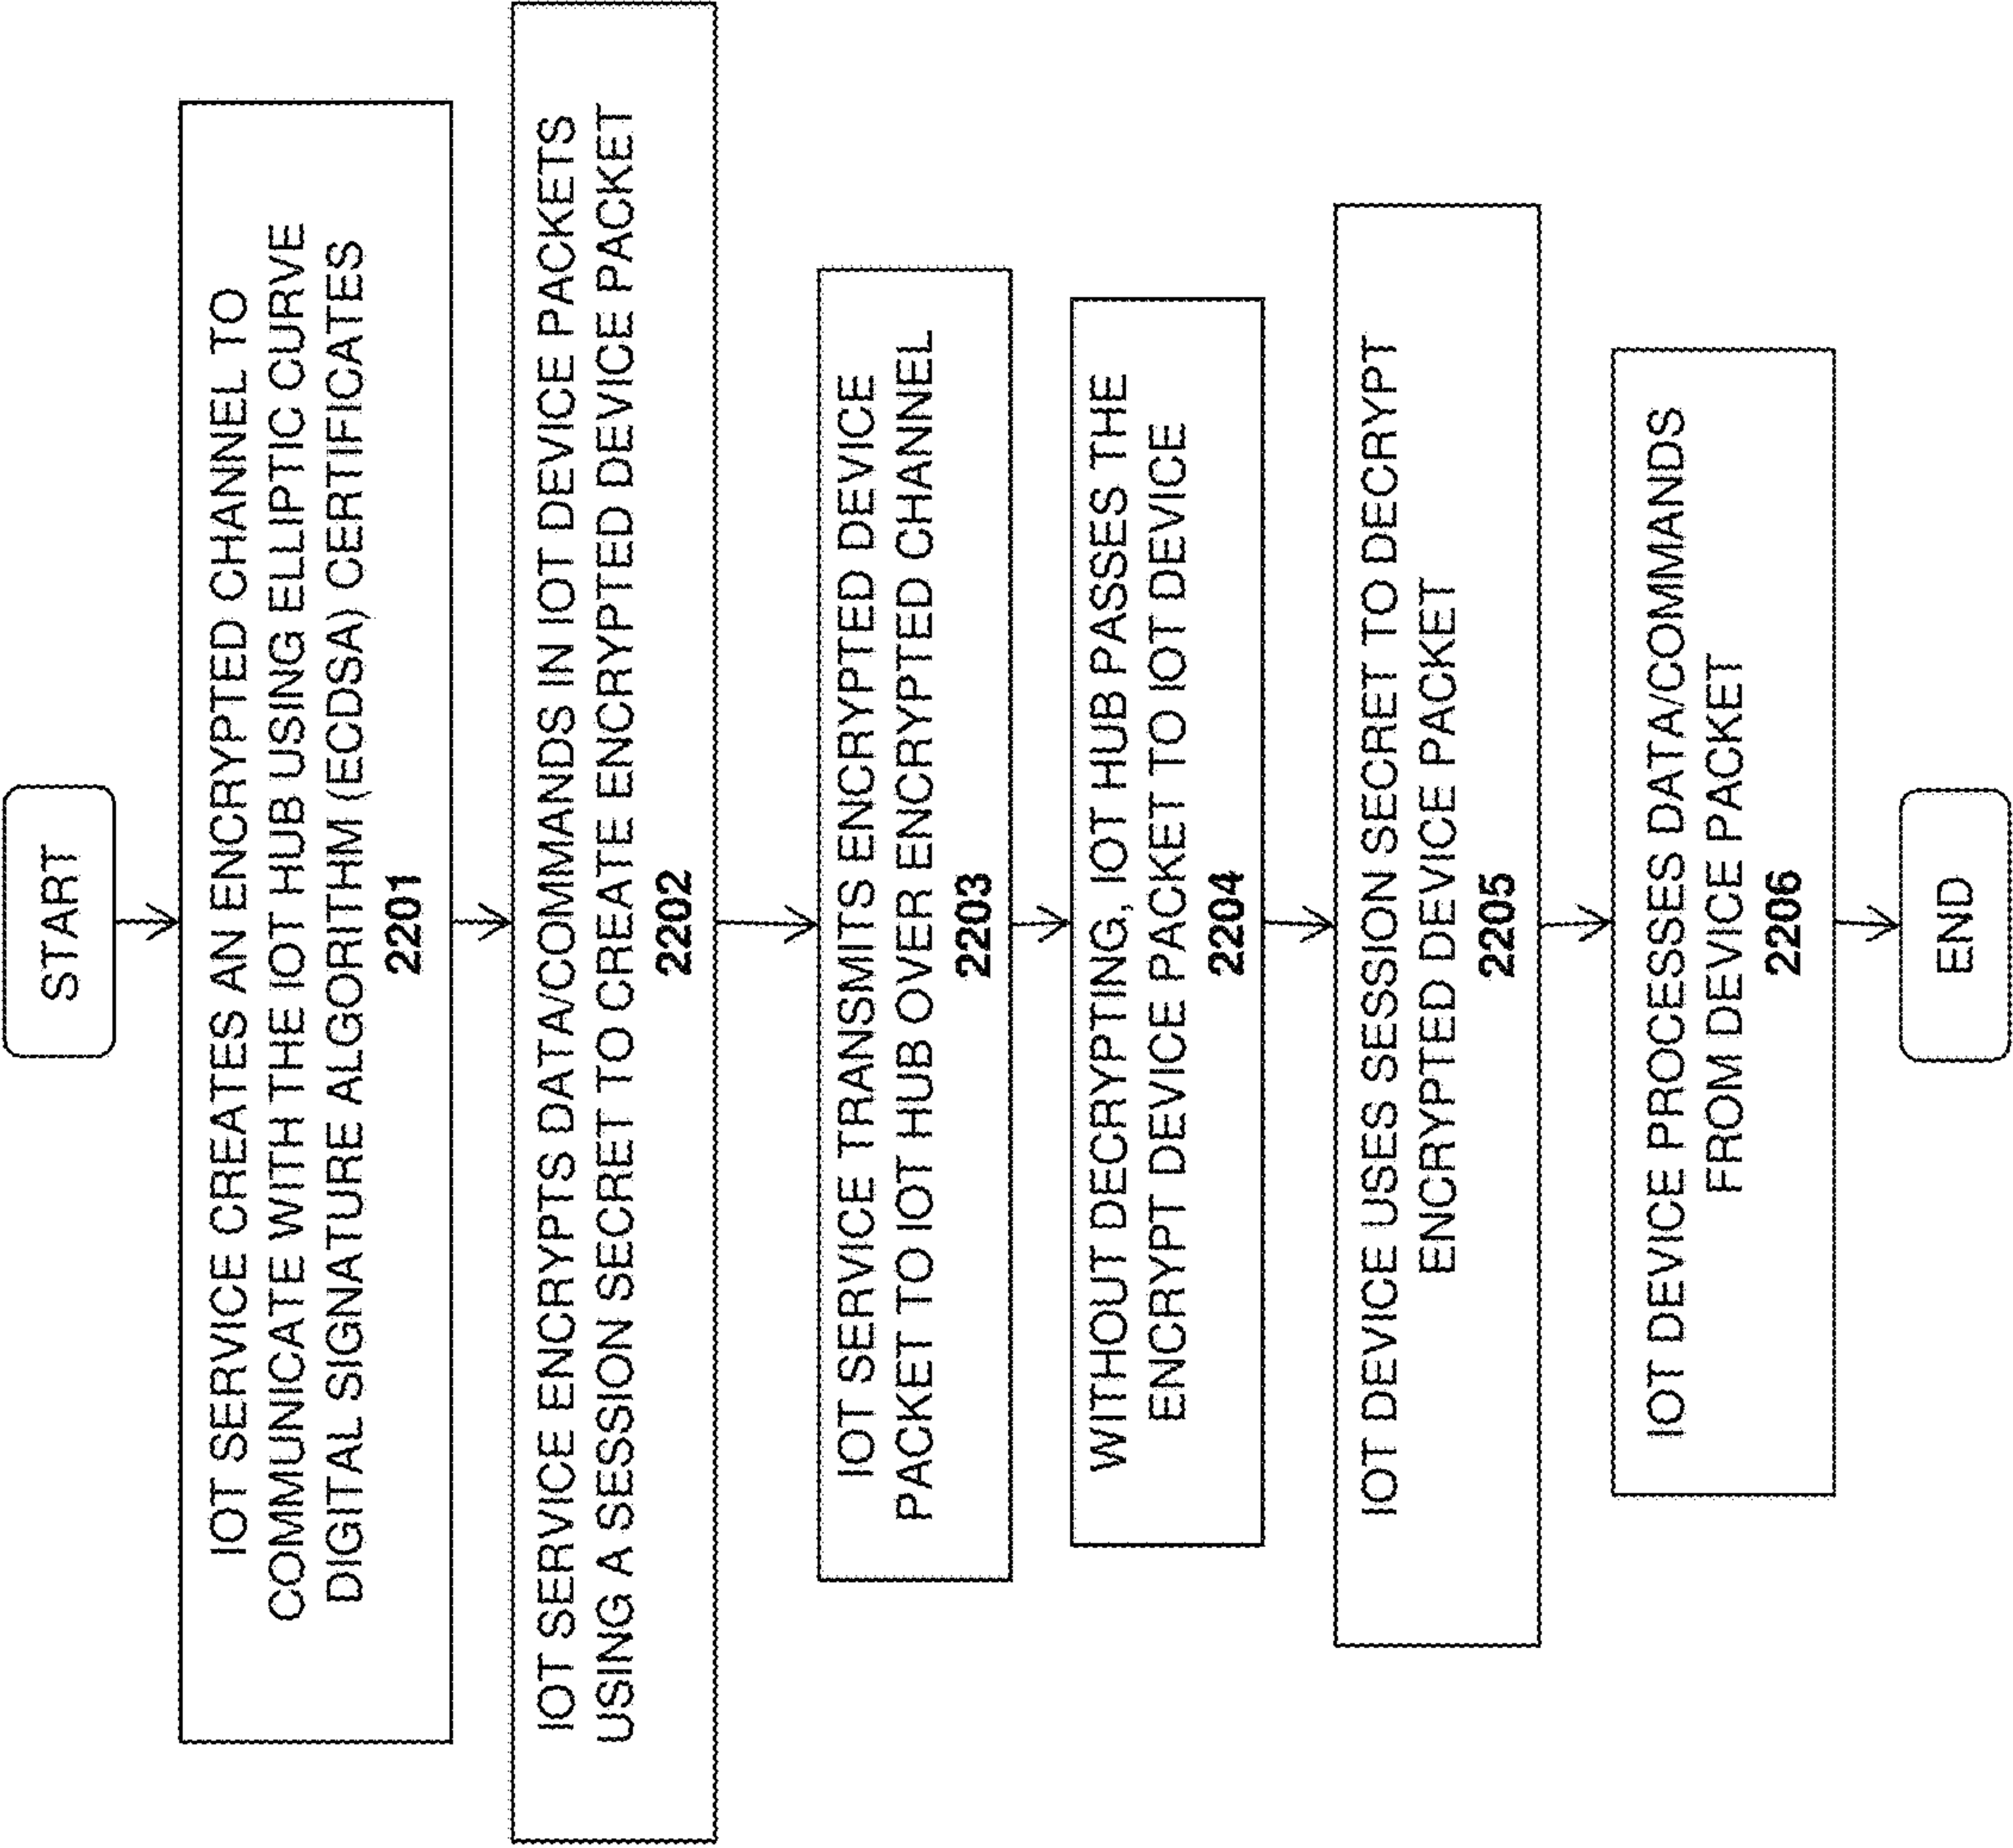 START
IOT SERVICE CREATES AN ENCRYPTED CHANNEL TO
COMMUNICATE WITH THE IOT HUB USING ELLIPTIC CURVE
DIGITAL SIGNATURE ALGORITHM (ECDSA) CERTIFICATES
2201
IOT SERVICE ENCRYPTS DATA/COMMANDS IN IOT DEVICE PACKETS
USING A SESSION SECRET TO CREATE ENCRYPTED DEVICE PACKET
2202
IOT SERVICE TRANSMITS ENCRYPTED DEVICE
PACKET TO IOT HUB OVER ENCRYPTED CHANNEL
2203
WITHOUT DECRYPTING, IOT HUB PASSES THE
ENCRYPT DEVICE PACKET TO IOT DEVICE
2204
IOT DEVICE USES SESSION SECRET TO DECRYPT
ENCRYPTED DEVICE PACKET
2205
IOT DEVICE PROCESSES DATA/COMMANDS
FROM DEVICE PACKET
2206
END